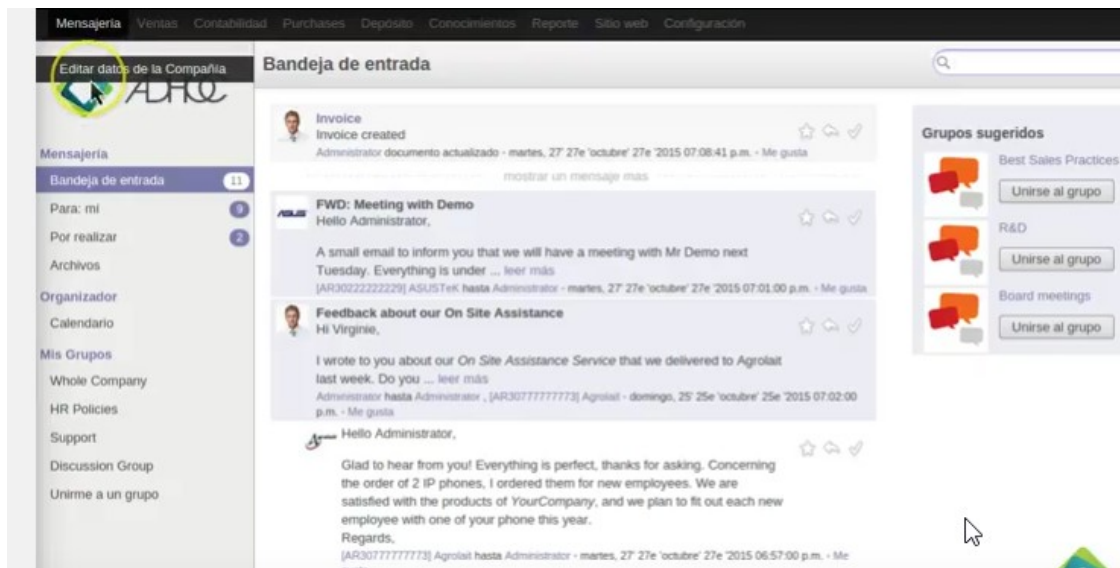 Mensajería Ventas Contabilidad Purchases Depósito Conocimientos Reporte Sitio web Configuración
Editar datos de la Compañía
ADHOC
Bandeja de entrada
Mensajería
Bandeja de entrada 11
Para: mí 9
Por realizar 2
Archivos
Organizador
Calendario
Mis Grupos
Whole Company
HR Policies
Support
Discussion Group
Unirme a un grupo
Invoice
Invoice created
Administrator documento actualizado - martes, 27' 27e 'octubre' 27e '2015 07:08:41 p.m. - Me gusta
mostrar un mensaje mas
ASUS
FWD: Meeting with Demo
Hello Administrator,
A small email to inform you that we will have a meeting with Mr Demo next
Tuesday. Everything is under ... leer más
[AR30222222229] ASUSTeK hasta Administrator - martes, 27' 27e 'octubre' 27e '2015 07:01:00 p.m. - Me gusta
Feedback about our On Site Assistance
Hi Virginie,
I wrote to you about our On Site Assistance Service that we delivered to Agrolait
last week. Do you ... leer más
Administrator hasta Administrator , [AR30777777773] Agrolait - domingo, 25' 25e 'octubre' 25e '2015 07:02:00
p.m. - Me gusta
Hello Administrator,
Glad to hear from you! Everything is perfect, thanks for asking. Concerning
the order of 2 IP phones, I ordered them for new employees. We are
satisfied with the products of YourCompany, and we plan to fit out each new
employee with one of your phone this year.
Regards,
[AR30777777773] Agrolait hasta Administrator - martes, 27' 27e 'octubre' 27e '2015 06:57:00 p.m. - Me
Grupos sugeridos
Best Sales Practices
Unirse al grupo
R&D
Unirse al grupo
Board meetings
Unirse al grupo